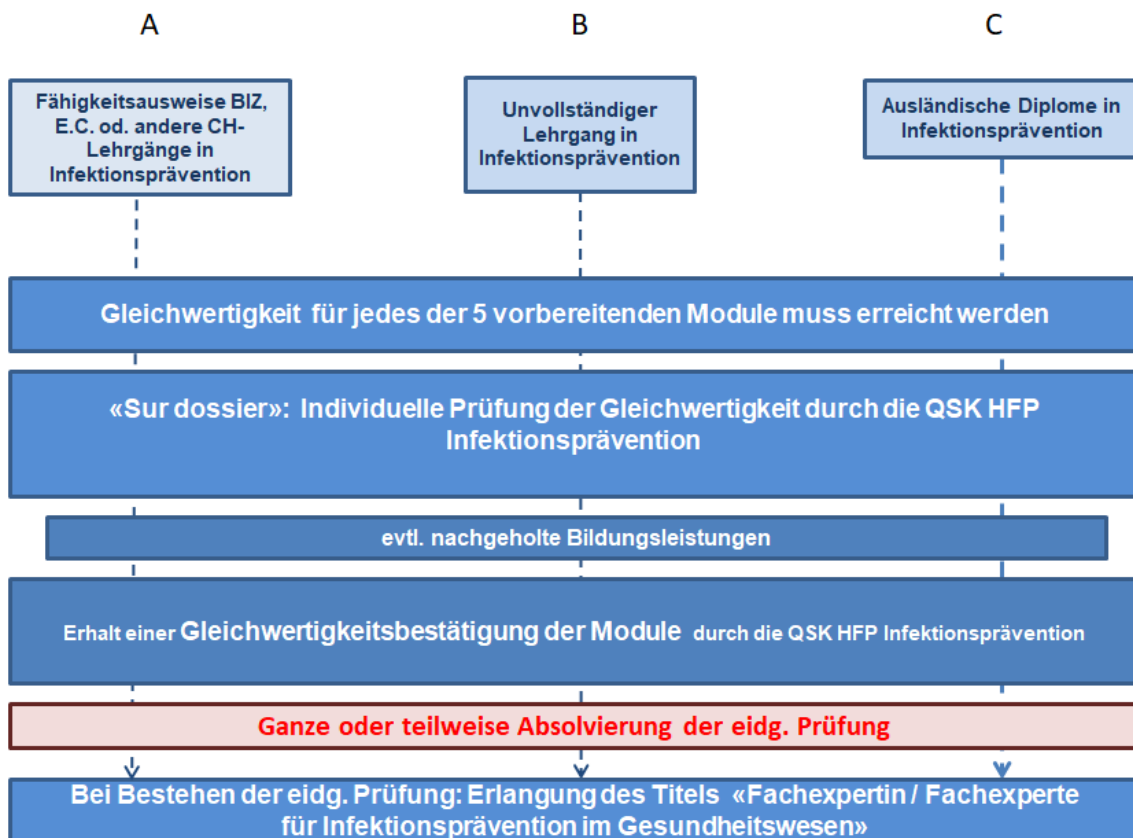 A
B
C
Fähigkeitsausweise BIZ,
E.C. od. andere CH-
Lehrgänge in
Infektionsprävention
Unvollständiger
Lehrgang in
Infektionsprävention
Ausländische Diplome in
Infektionsprävention
Gleichwertigkeit für jedes der 5 vorbereitenden Module muss erreicht werden
«Sur dossier»: Individuelle Prüfung der Gleichwertigkeit durch die QSK HFP
Infektionsprävention
evtl. nachgeholte Bildungsleistungen
Erhalt einer Gleichwertigkeitsbestätigung der Module durch die QSK HFP Infektionsprävention
Ganze oder teilweise Absolvierung der eidg. Prüfung
Bei Bestehen der eidg. Prüfung: Erlangung des Titels «Fachexpertin / Fachexperte
für Infektionsprävention im Gesundheitswesen»